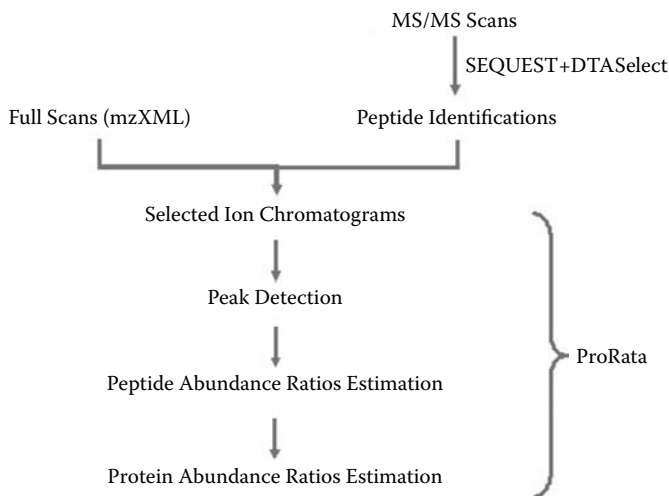 MS/MS Scans
SEQUEST+DTASelect
Full Scans (mzXML)
Peptide Identifications
Selected Ion Chromatograms
Peak Detection
ProRata
Peptide Abundance Ratios Estimation
Protein Abundance Ratios Estimation